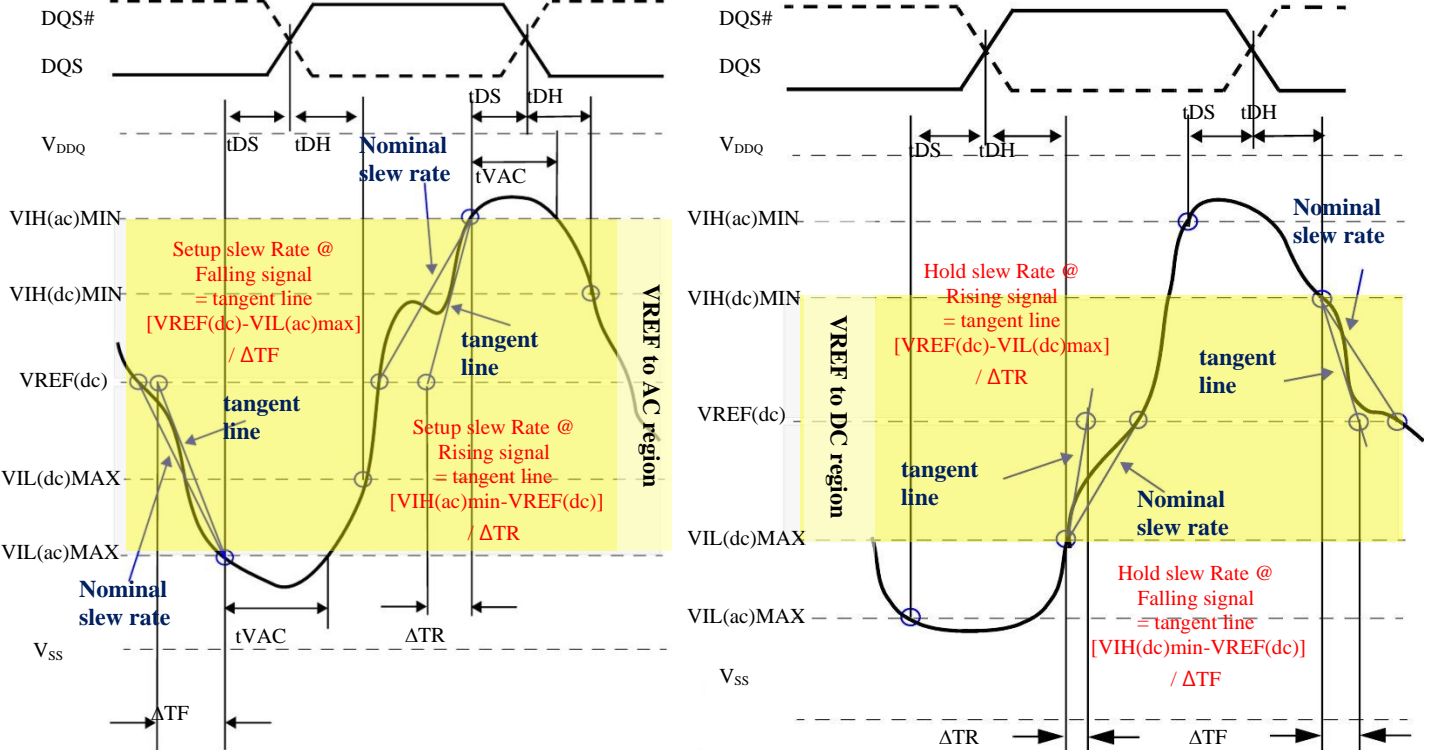 DQS#
DQS
tDS
tDH
tDS
tDH
VDDQ
Nominal
slew rate
tVAC
VIH(ac)MIN
Setup slew Rate @
Falling signal
= tangent line
[VREF(dc)-VIL(ac)max]
/ ΔTF
VIH(dc)MIN
tangent
line
VREF(dc)
tangent
line
Setup slew Rate @
Rising signal
= tangent line
[VIH(ac)min-VREF(dc)]
/ ΔTR
VREF to AC region
VIL(dc)MAX
VIL(ac)MAX
Nominal
slew rate
tVAC
ΔTR
VSS
ΔTF
DQS#
DQS
tDS
tDH
tDS
tDH
VDDQ
VIH(ac)MIN
Nominal
slew rate
Hold slew Rate @
Rising signal
= tangent line
[VREF(dc)-VIL(dc)max]
/ ΔTR
VIH(dc)MIN
VREF to DC region
tangent
line
VREF(dc)
tangent
line
Nominal
slew rate
VIL(dc)MAX
Hold slew Rate @
Falling signal
= tangent line
[VIH(dc)min-VREF(dc)]
/ ΔTF
VIL(ac)MAX
VSS
ΔTR
ΔTF